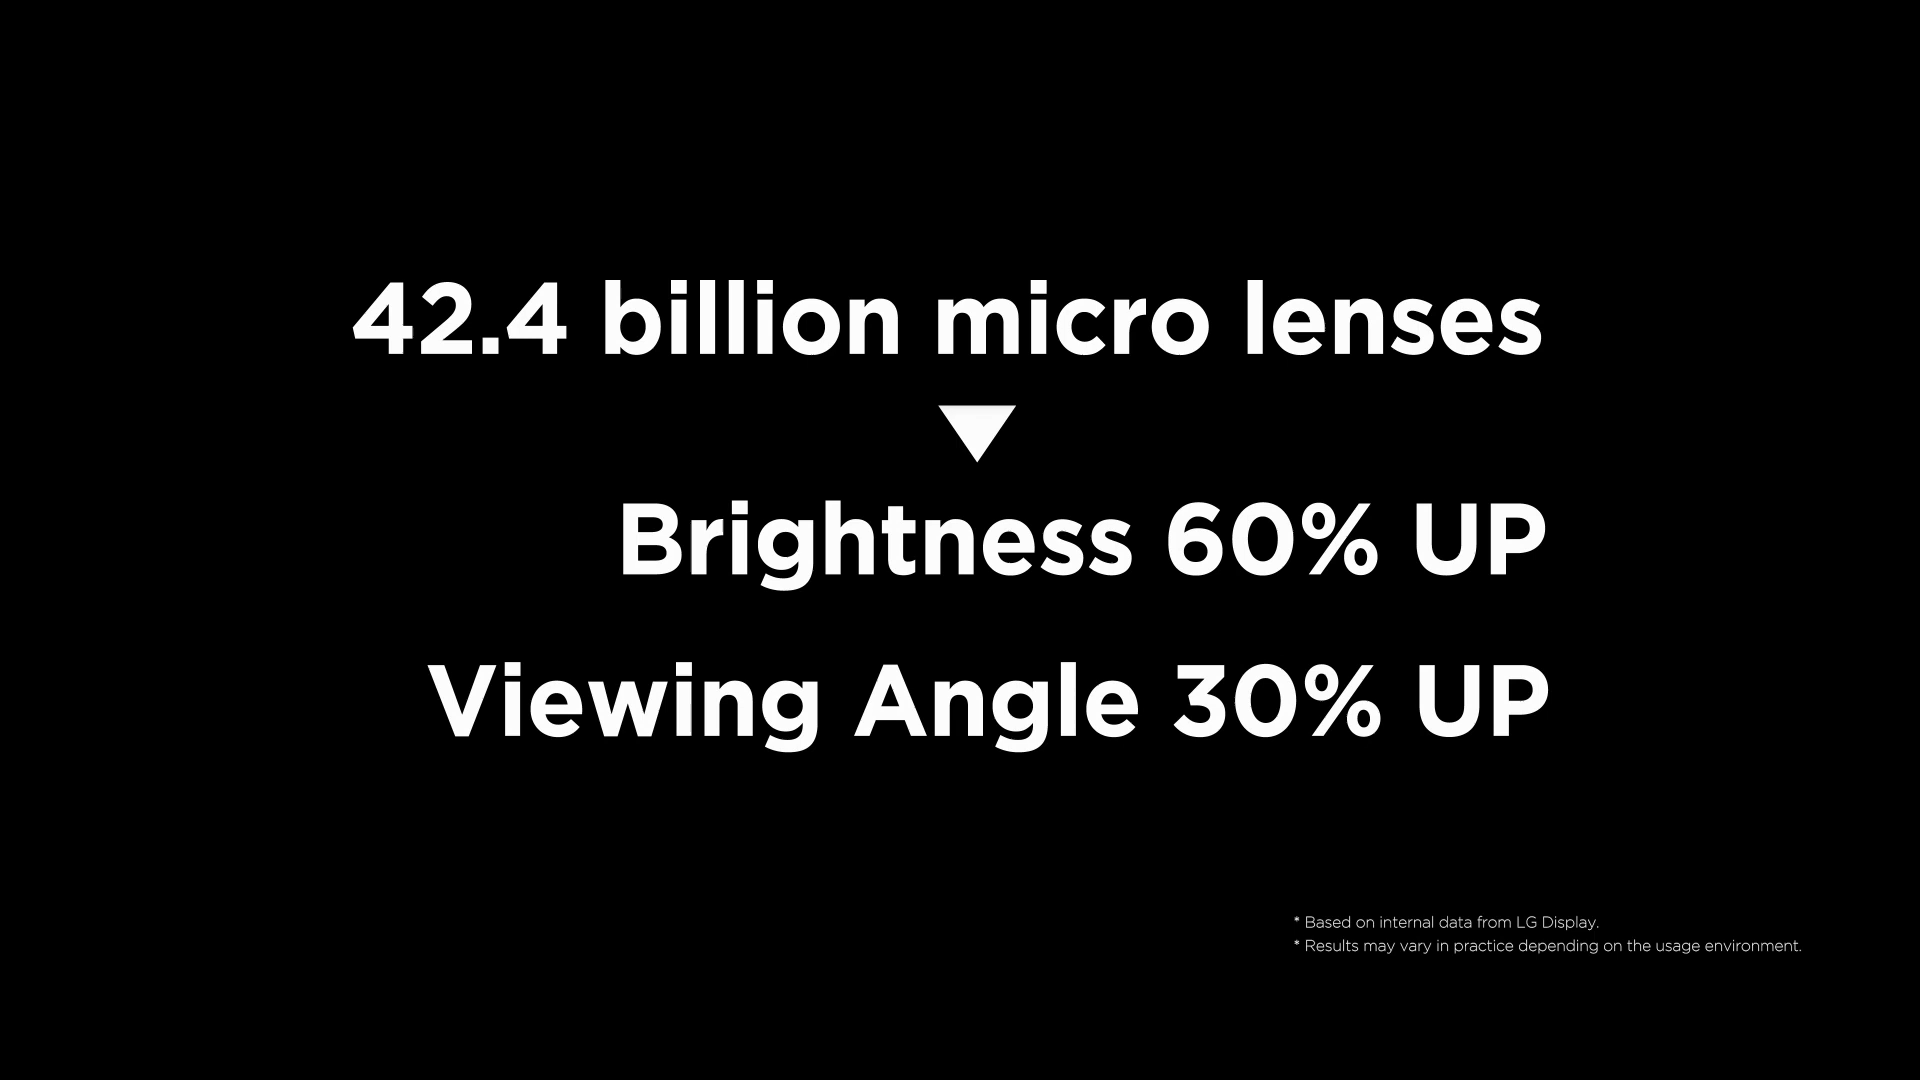 42.4 billion micro lenses
▼
Brightness 60% UP
Viewing Angle 30% UP
* Based on internal data from LG Display.
* Results may vary in practice depending on the usage environment.